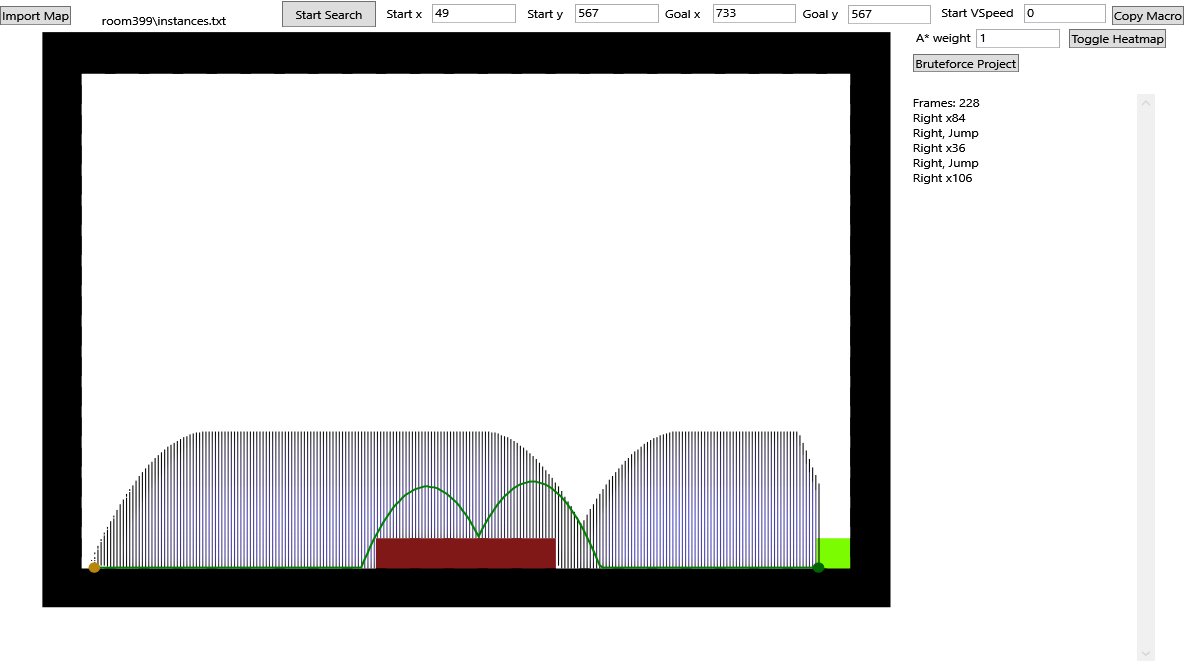 Import Map
room399\instances.txt
Start Search
Start x 49
Start y 567
Goal x 733
Goal y 567
Start VSpeed 0
Copy Macro
A* weight 1
Toggle Heatmap
Bruteforce Project
Frames: 228
Right x84
Right, Jump
Right x36
Right, Jump
Right x106